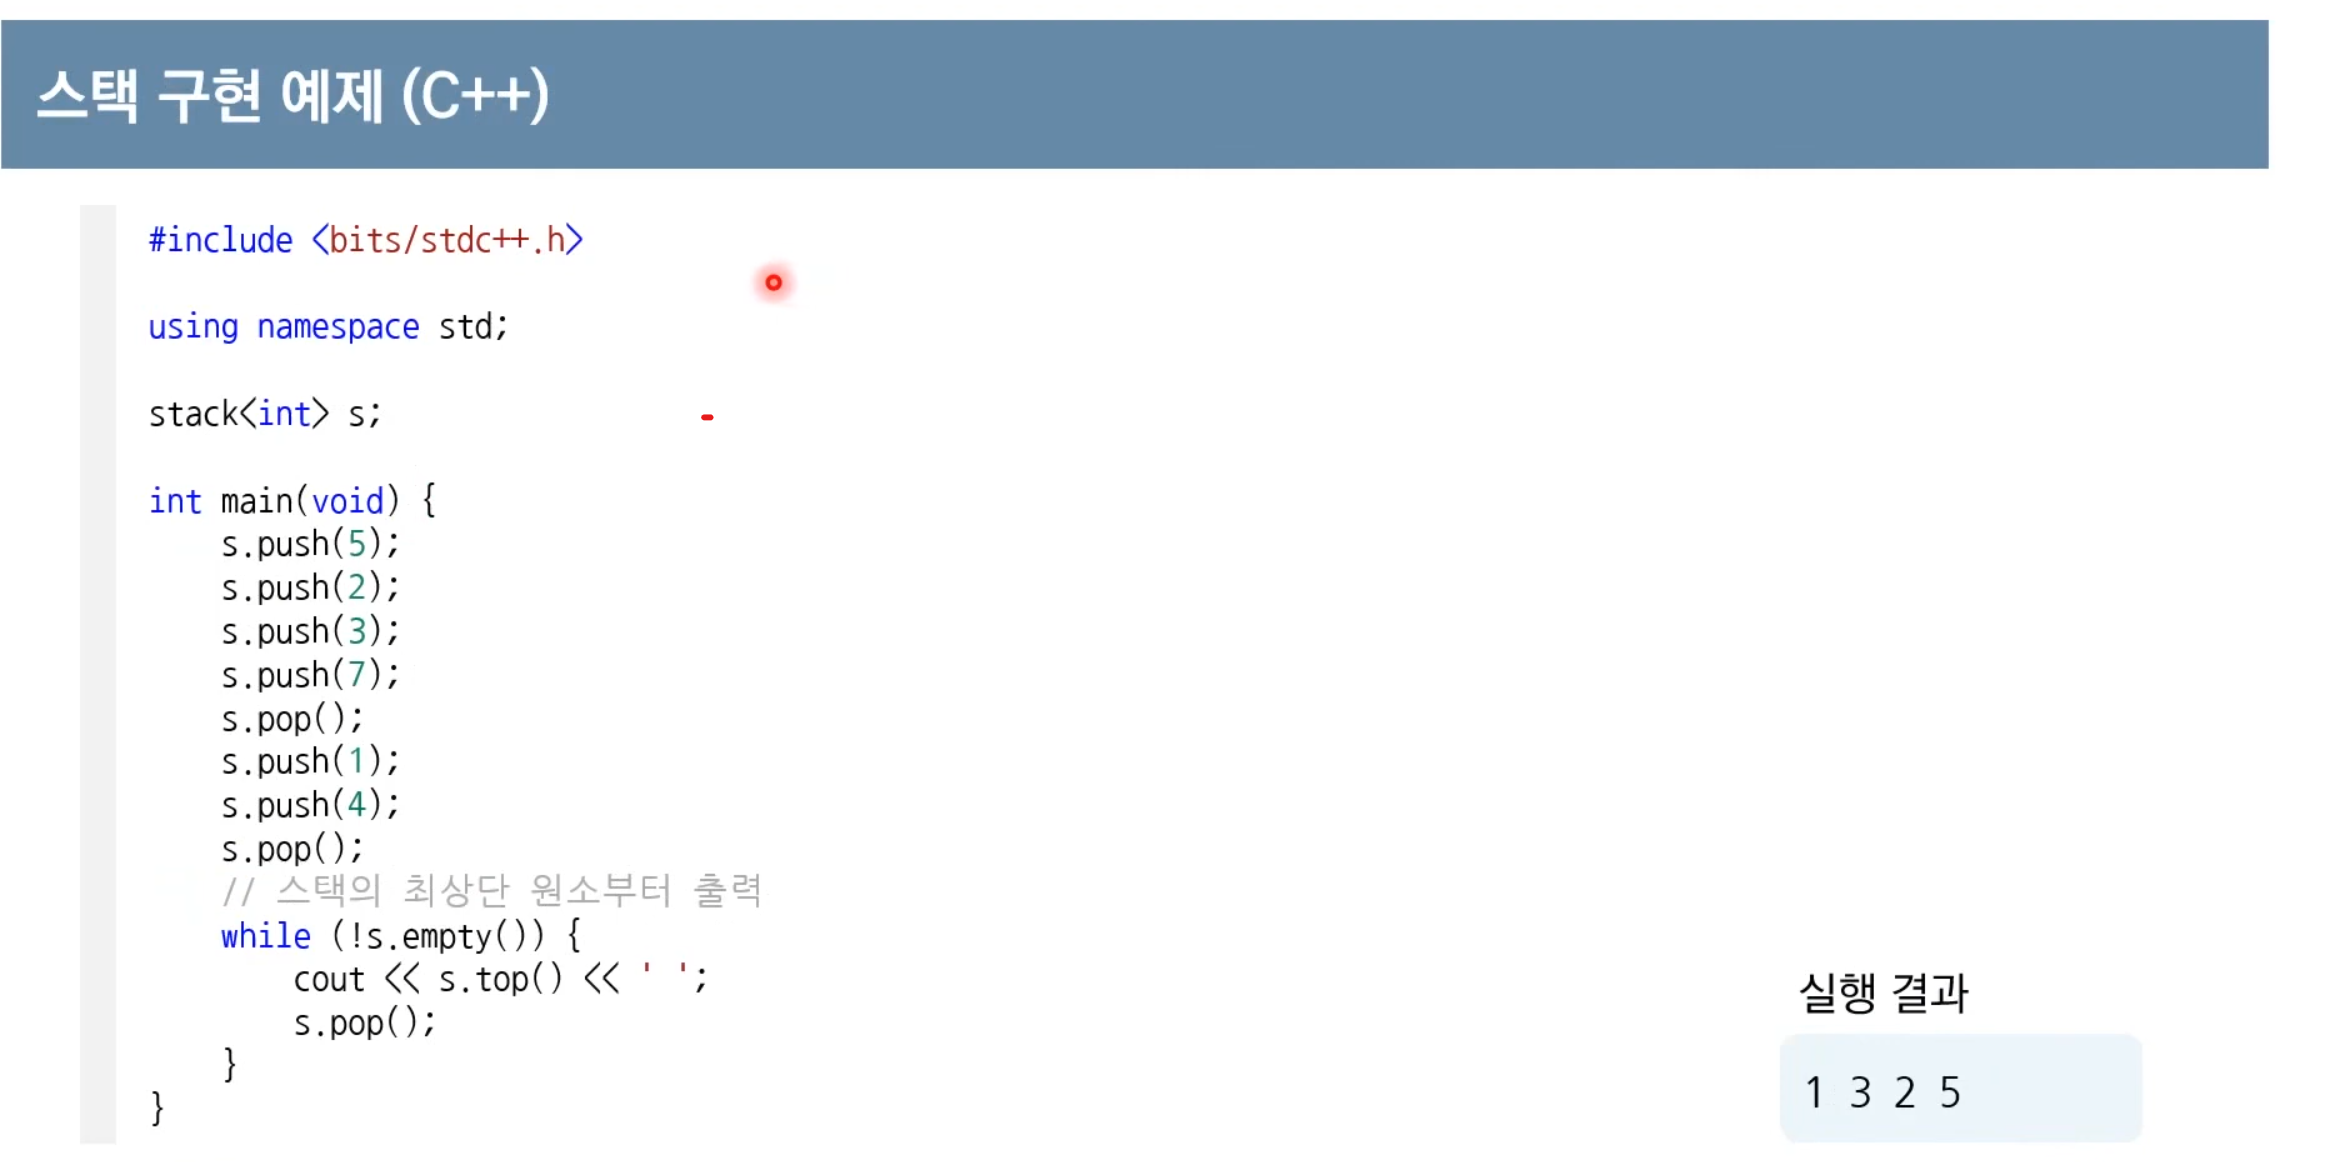 스택 구현 예제 (C++)
#include <bits/stdc++.h>
using namespace std;
stack<int> s;
int main(void) {
    s.push(5);
    s.push(2);
    s.push(3);
    s.push(7);
    s.pop();
    s.push(1);
    s.push(4);
    s.pop();
    // 스택의 최상단 원소부터 출력
    while (!s.empty()) {
        cout << s.top() << ' ';
        s.pop();
    }
}
실행 결과
1 3 2 5